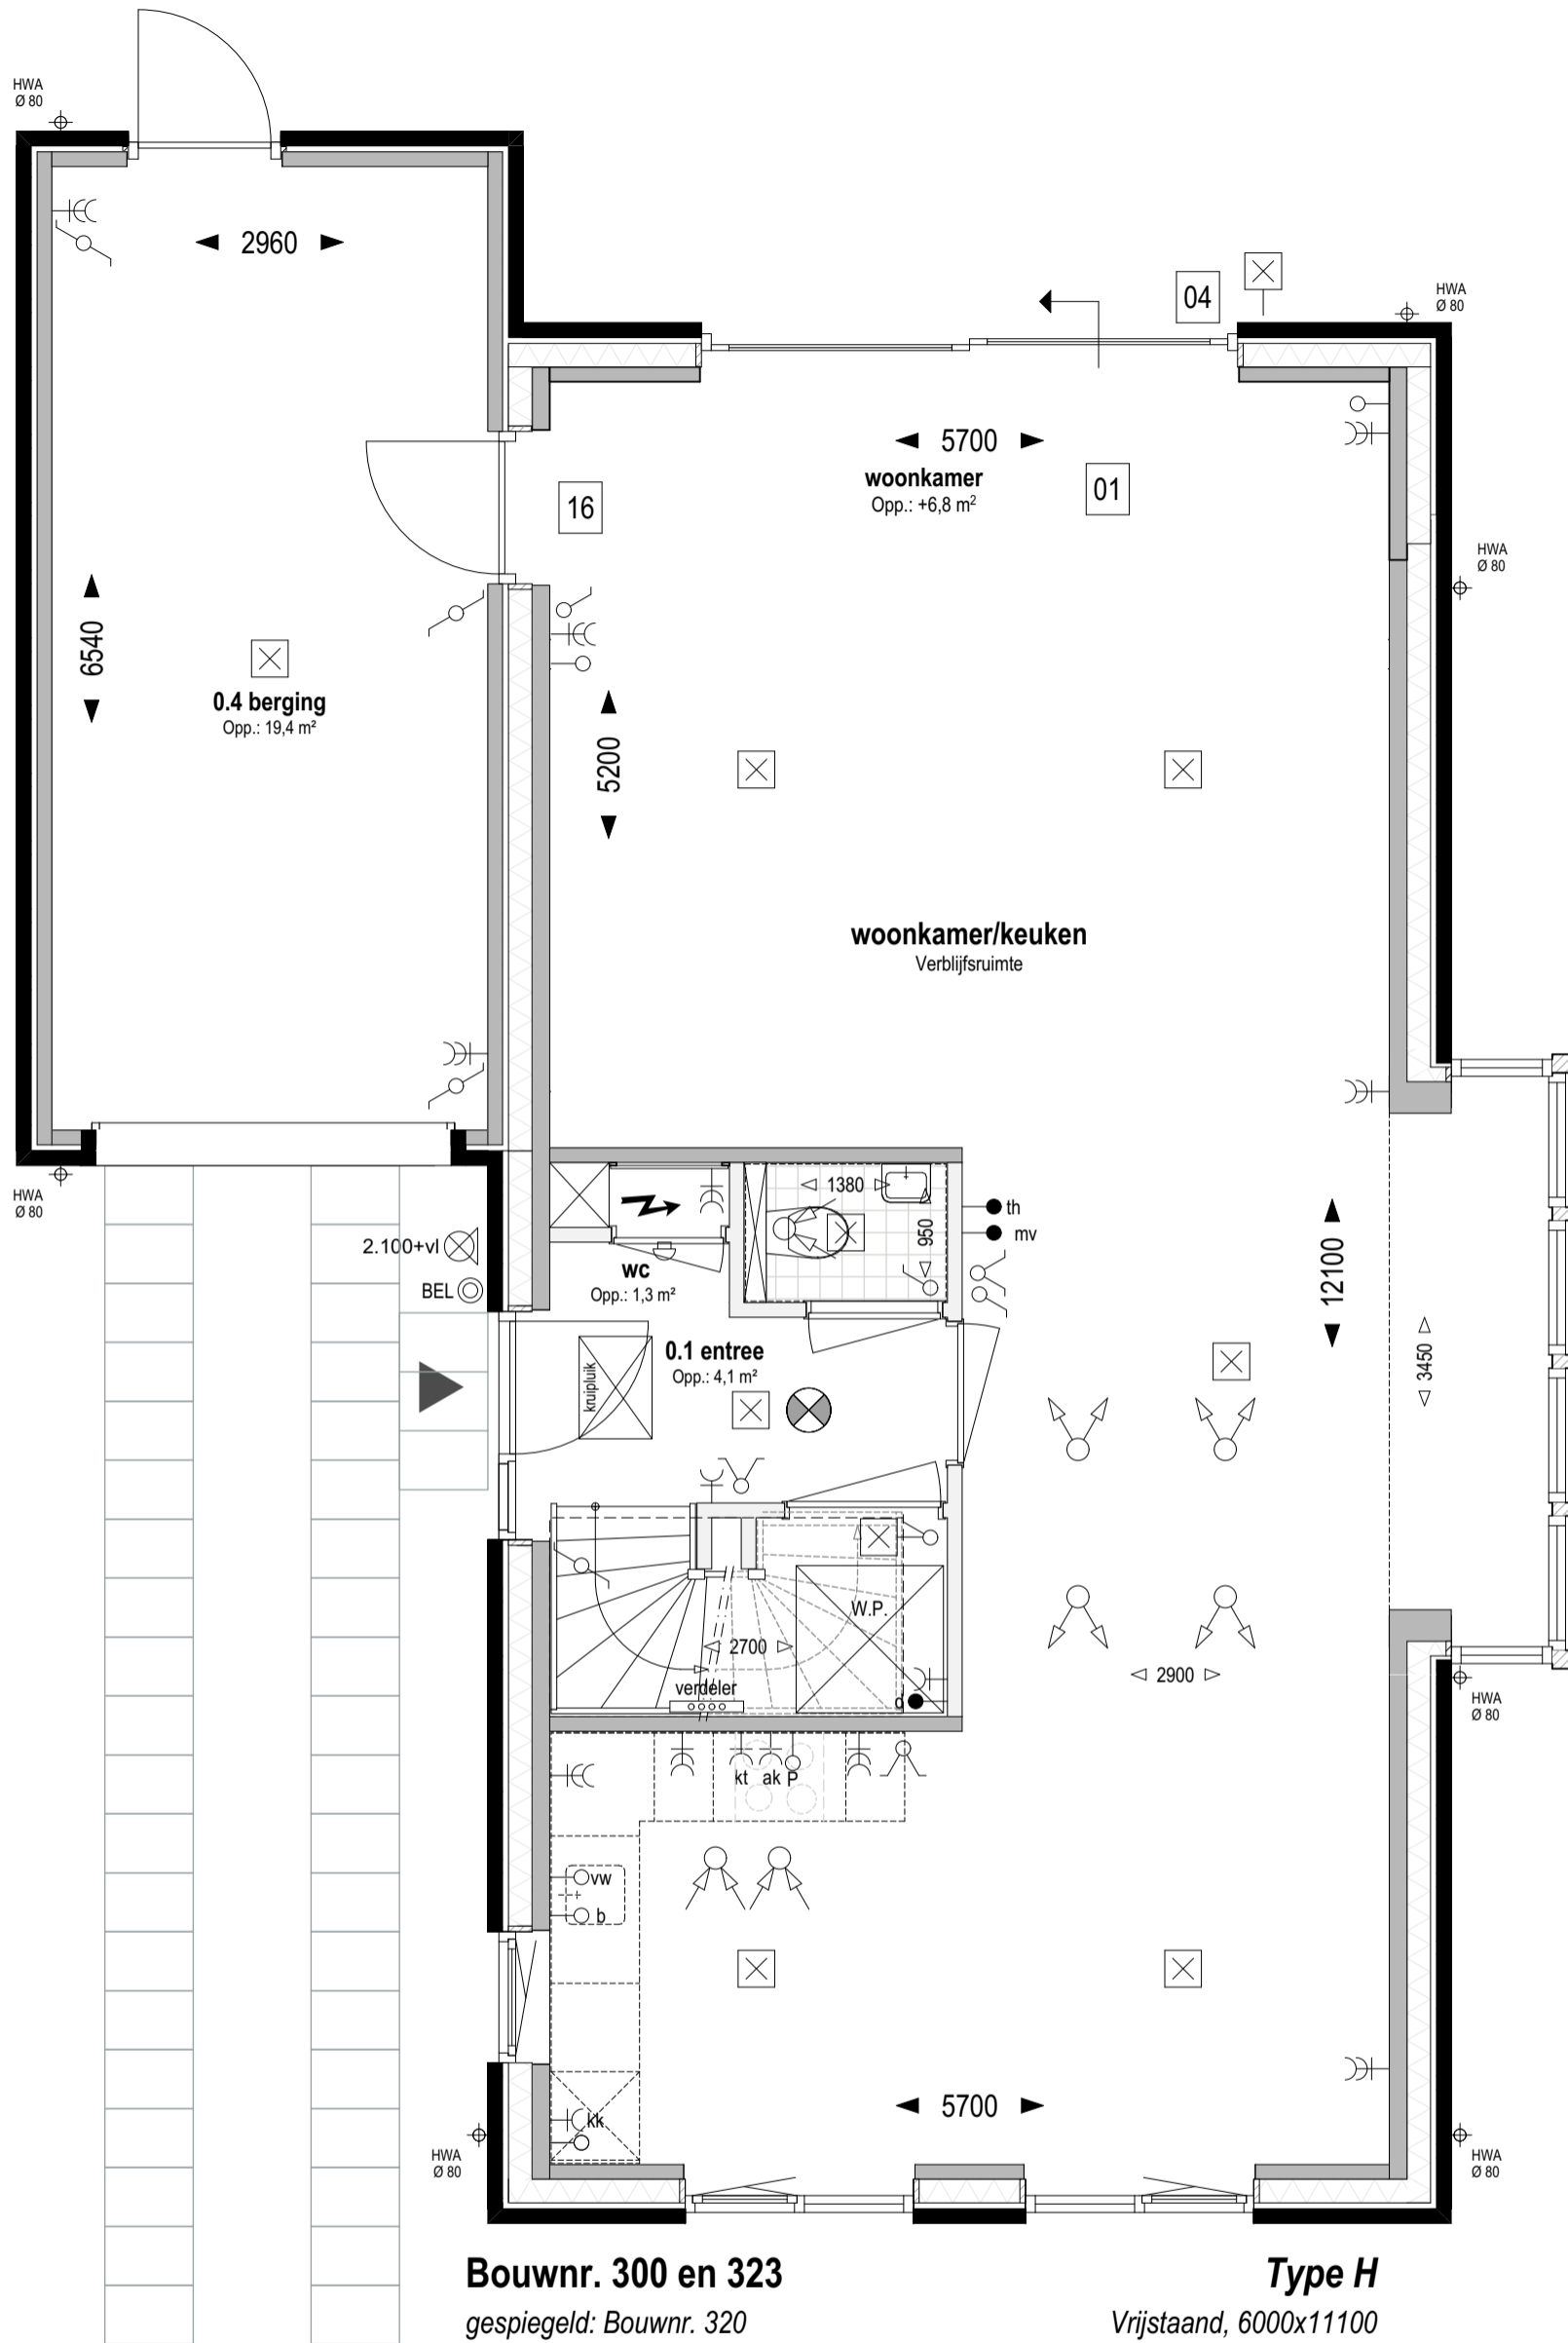 HWA
Ø 80
2960
04
HWA
Ø 80
5700
woonkamer
Opp.: +6,8 m²
01
16
HWA
Ø 80
6540
0.4 berging
Opp.: 19,4 m²
5200
woonkamer/keuken
Verblijfsruimte
HWA
Ø 80
2.100+vl
BEL
1380
950
th
mv
wc
Opp.: 1,3 m²
12100
3450
0.1 entree
Opp.: 4,1 m²
kruipluik
W.P.
2700
verdeler
d
2900
HWA
Ø 80
kt ak P
vw
b
kk
5700
HWA
Ø 80
HWA
Ø 80
Bouwnr. 300 en 323
Type H
gespiegeld: Bouwnr. 320
Vrijstaand, 6000x11100